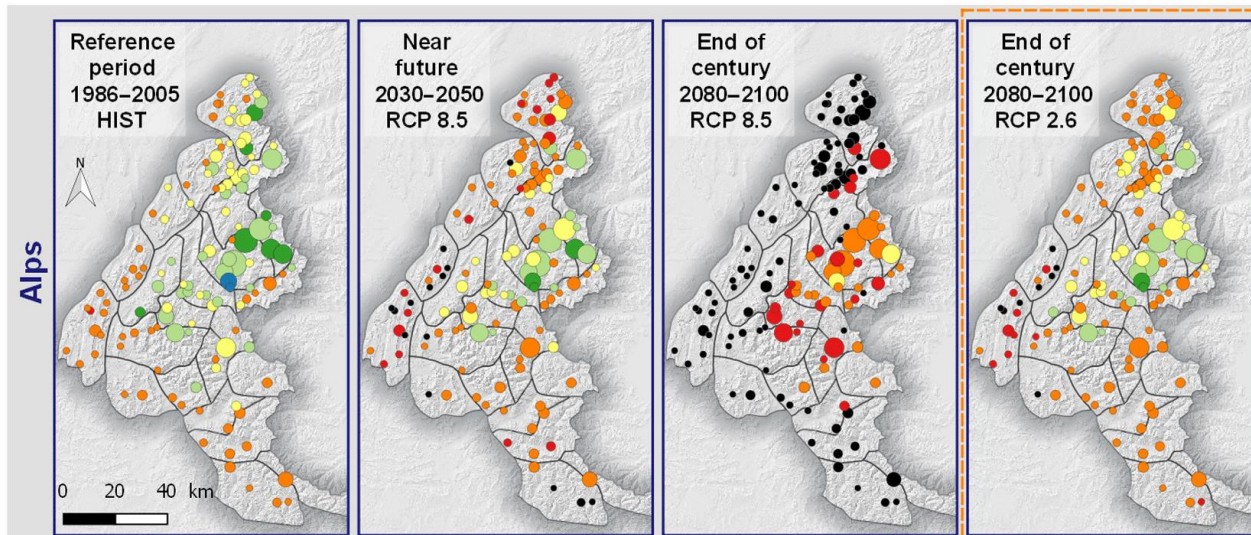 Reference
period
1986–2005
HIST
Near
future
2030–2050
RCP 8.5
End of
century
2080–2100
RCP 8.5
End of
century
2080–2100
RCP 2.6
N
Alps
0 20 40 km